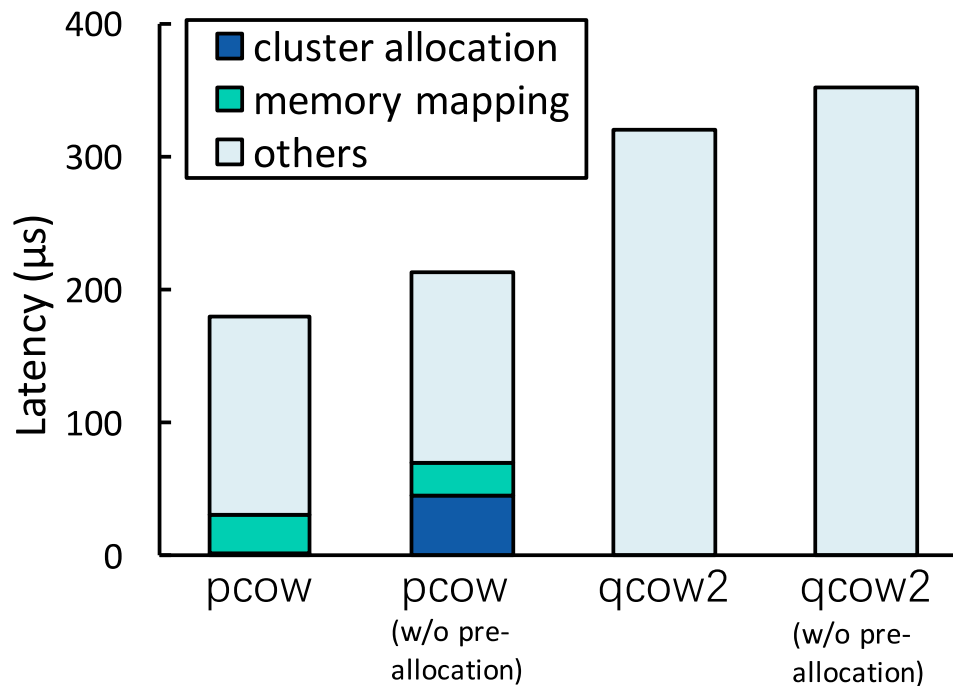 400
300
200
100
0
Latency (μs)
cluster allocation
memory mapping
others
pcow
pcow
(w/o pre-
allocation)
qcow2
qcow2
(w/o pre-
allocation)